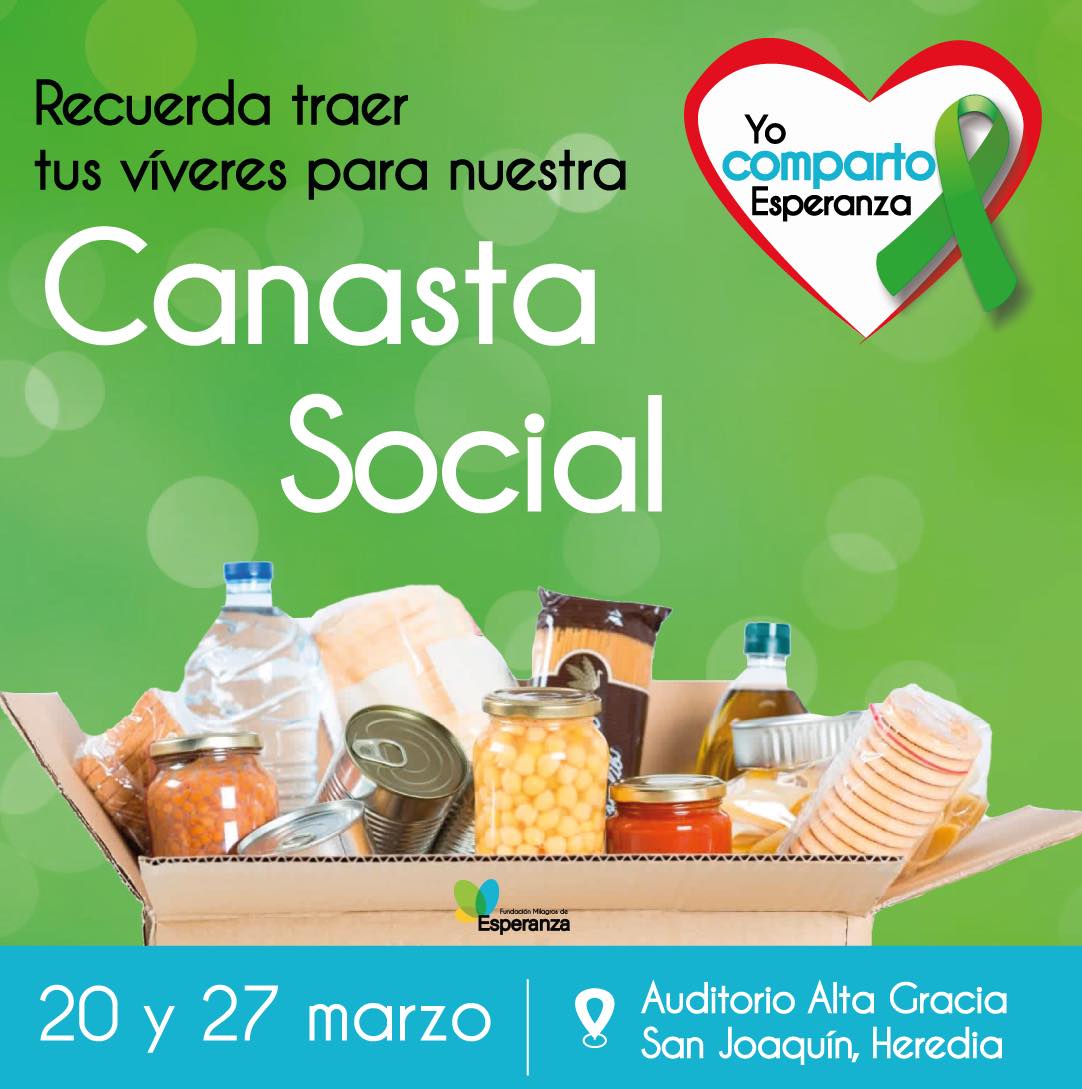 Recuerda traer
tus víveres para nuestra
Canasta
Social
Yo
comparto
Esperanza
Fundación Milagros de
Esperanza
20 y 27 marzo
Auditorio Alta Gracia
San Joaquín, Heredia